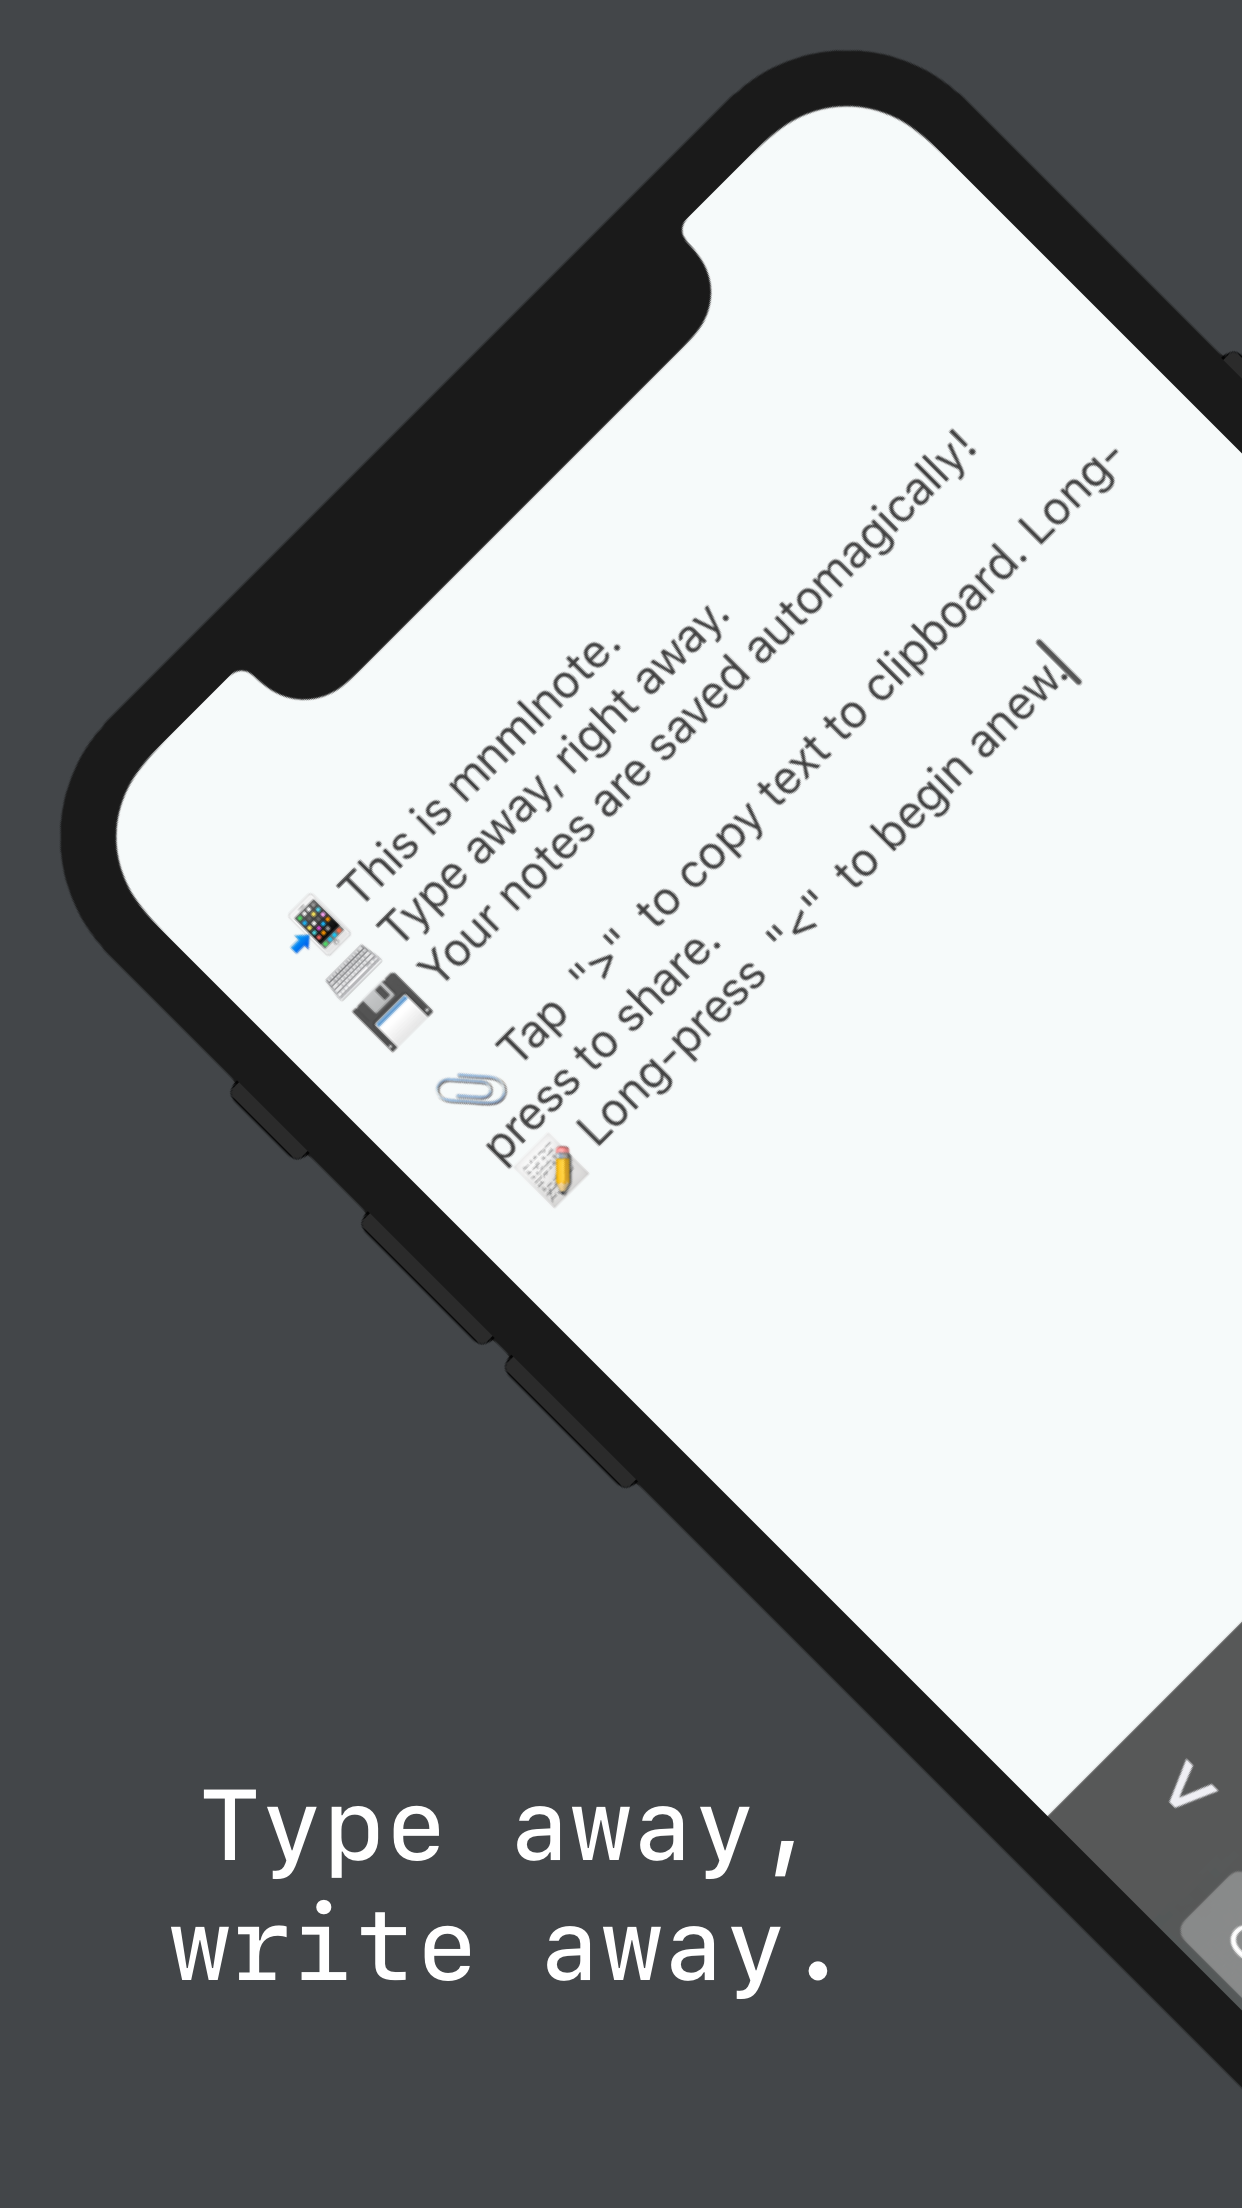 📲 This is mnmlnote.
⌨️ Type away, right away.
💾 Your notes are saved automagically!
📎 Tap ">" to copy text to clipboard. Long-
press to share.
📝 Long-press "<" to begin anew.
<
Type away,
write away.